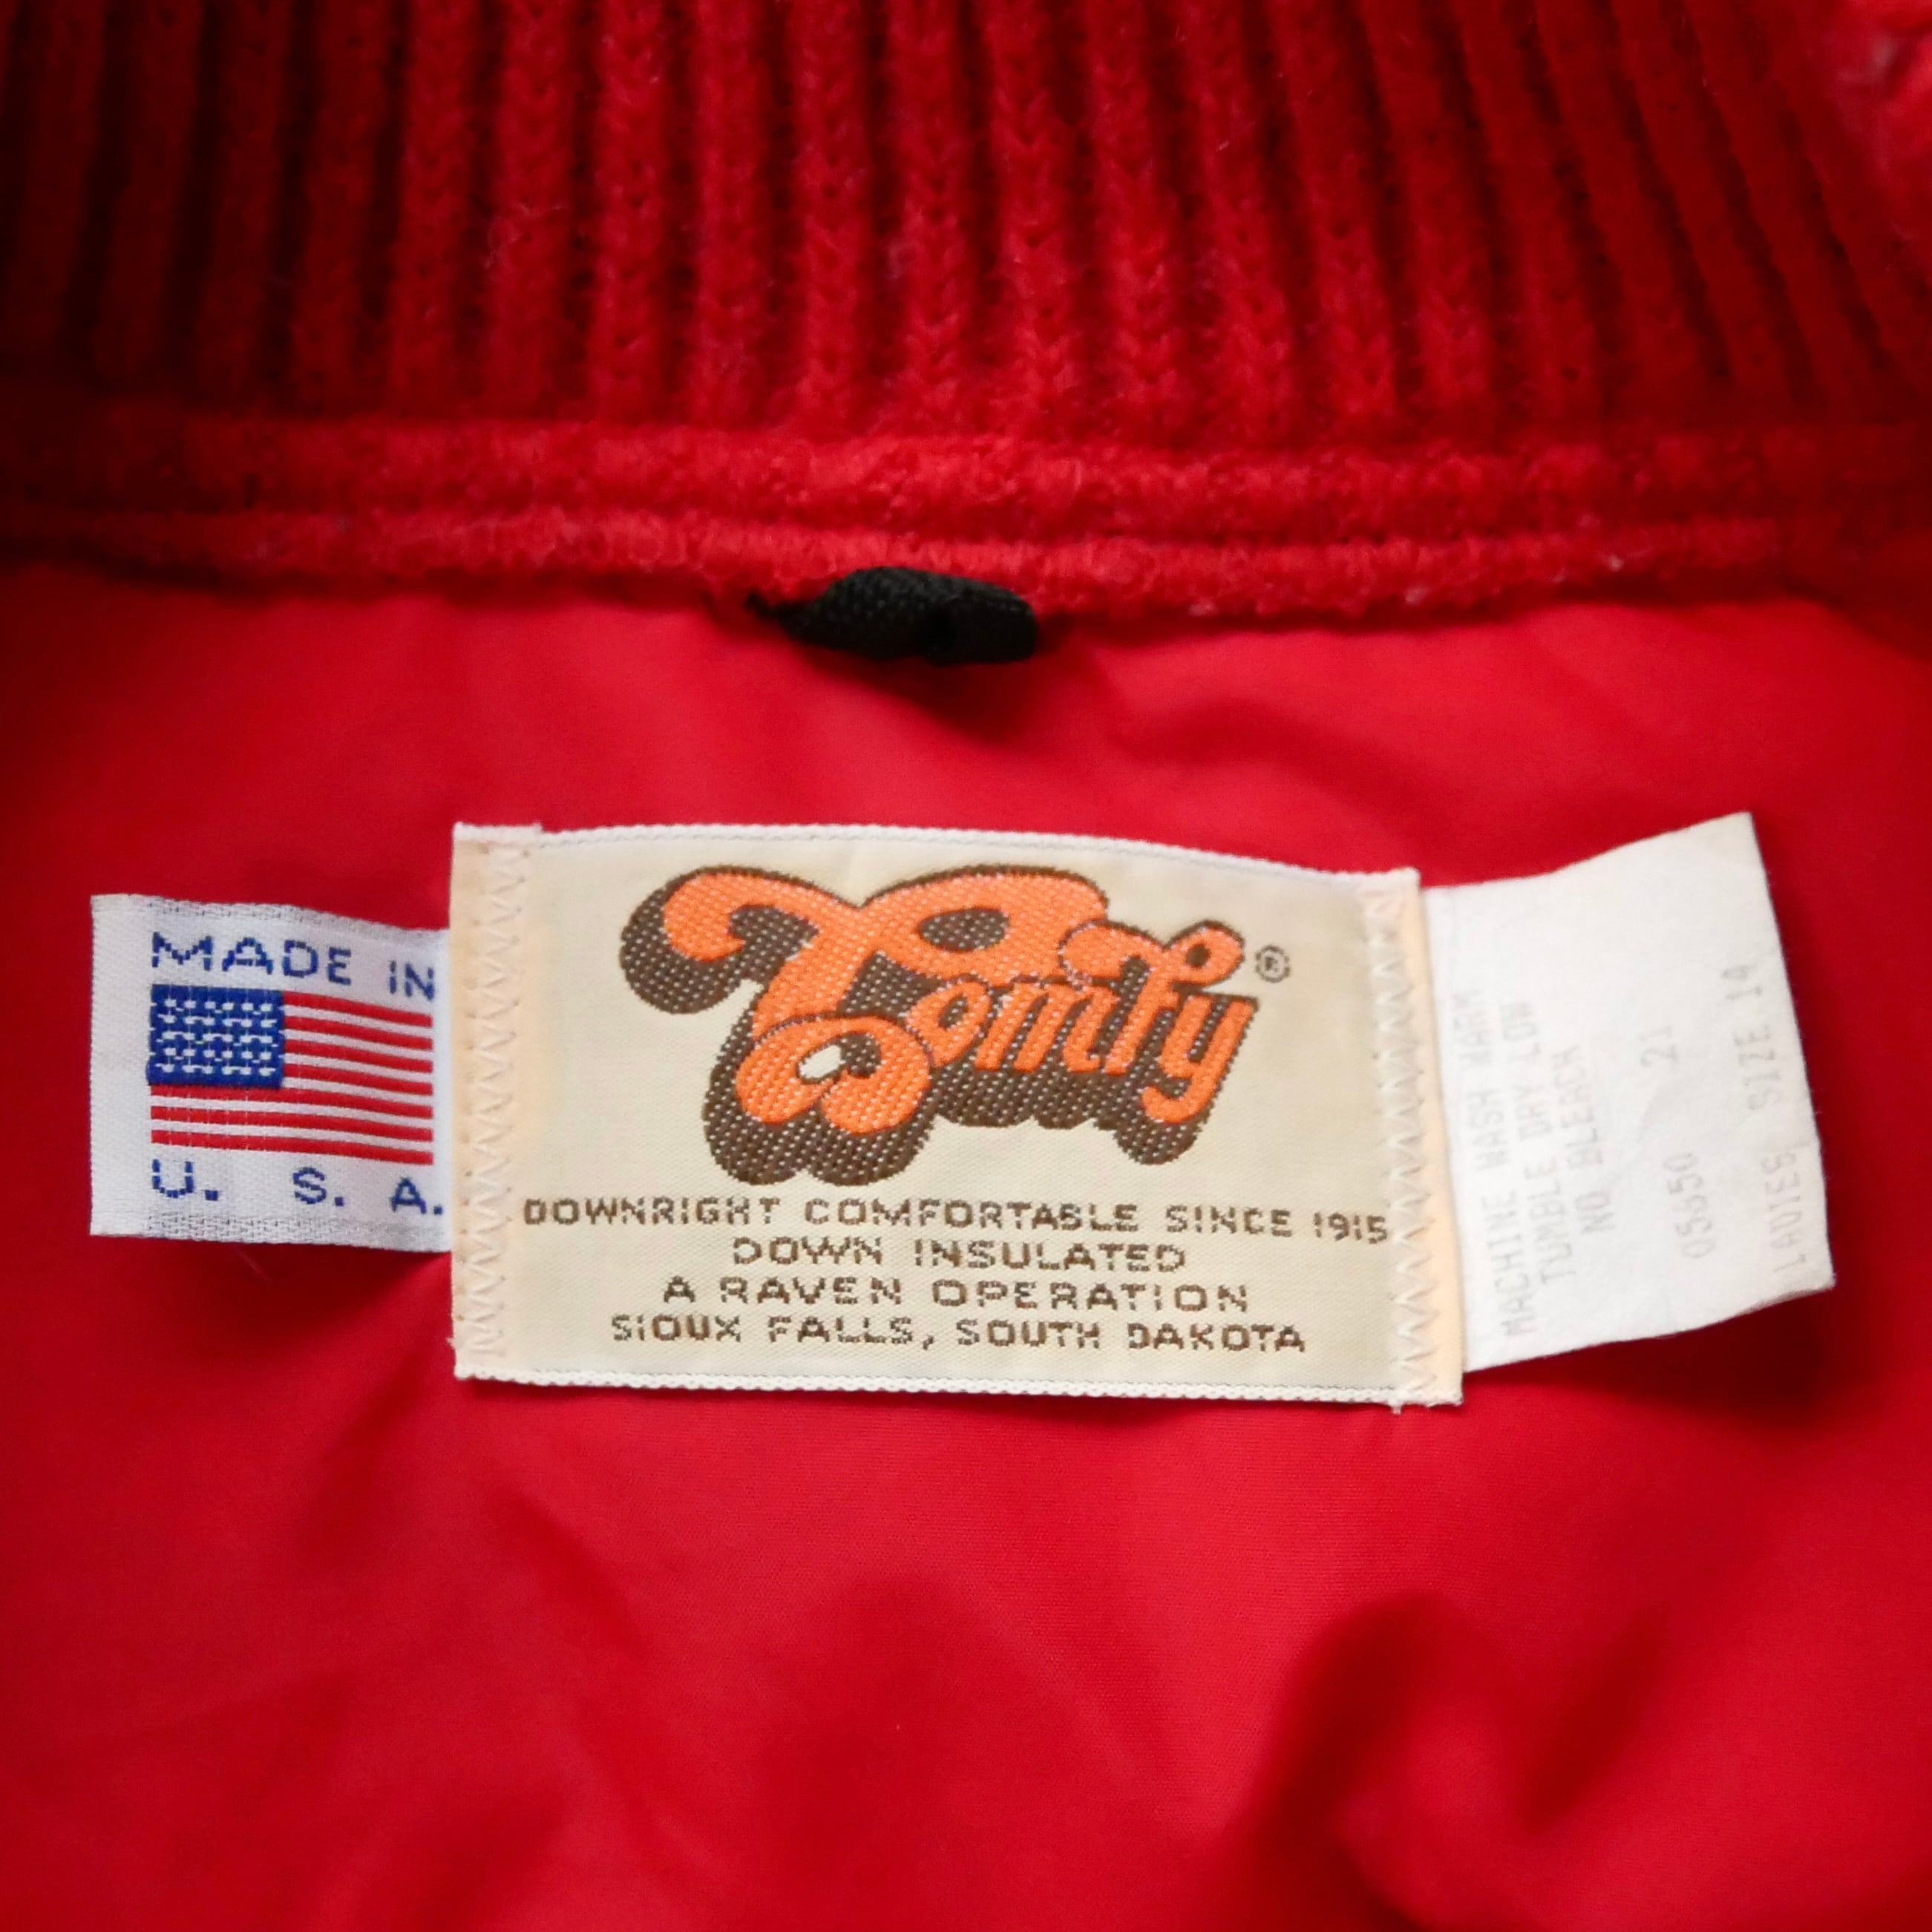 MADE IN
U. S. A.
Comfy ®
DOWNRIGHT COMFORTABLE SINCE 1915
DOWN INSULATED
A RAVEN OPERATION
SIOUX FALLS, SOUTH DAKOTA
MACHINE WASH WARM
TUMBLE DRY LOW
NO BLEACH
05650 21
LADIES SIZE 14